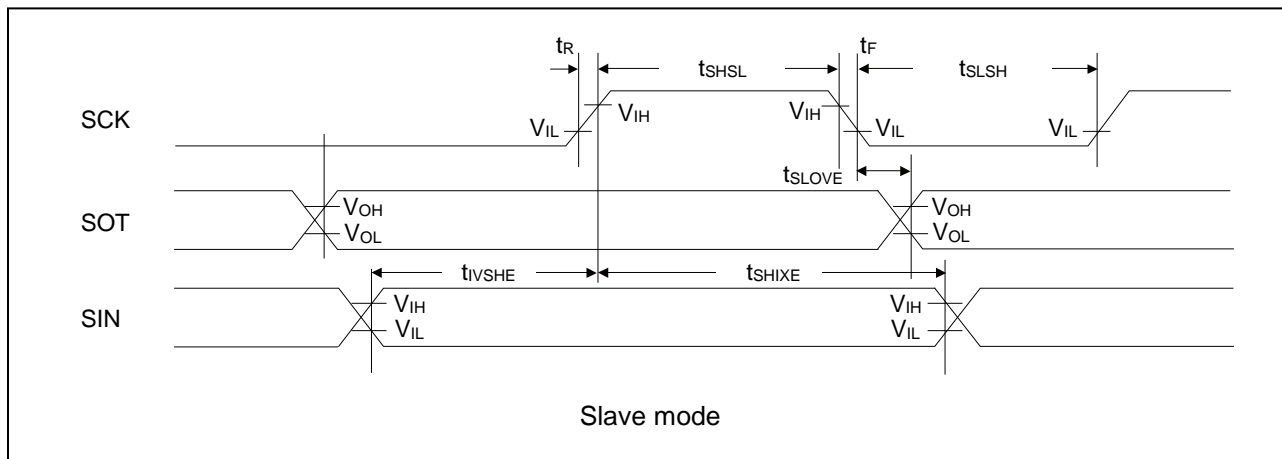 tR tF
tSHSL tSLSH
SCK VIL VIH VIH VIL VIL
tSLOVE
SOT VOH VOL VOH VOL
tIVSHE tSHIXE
SIN VIH VIL VIH VIL
Slave mode